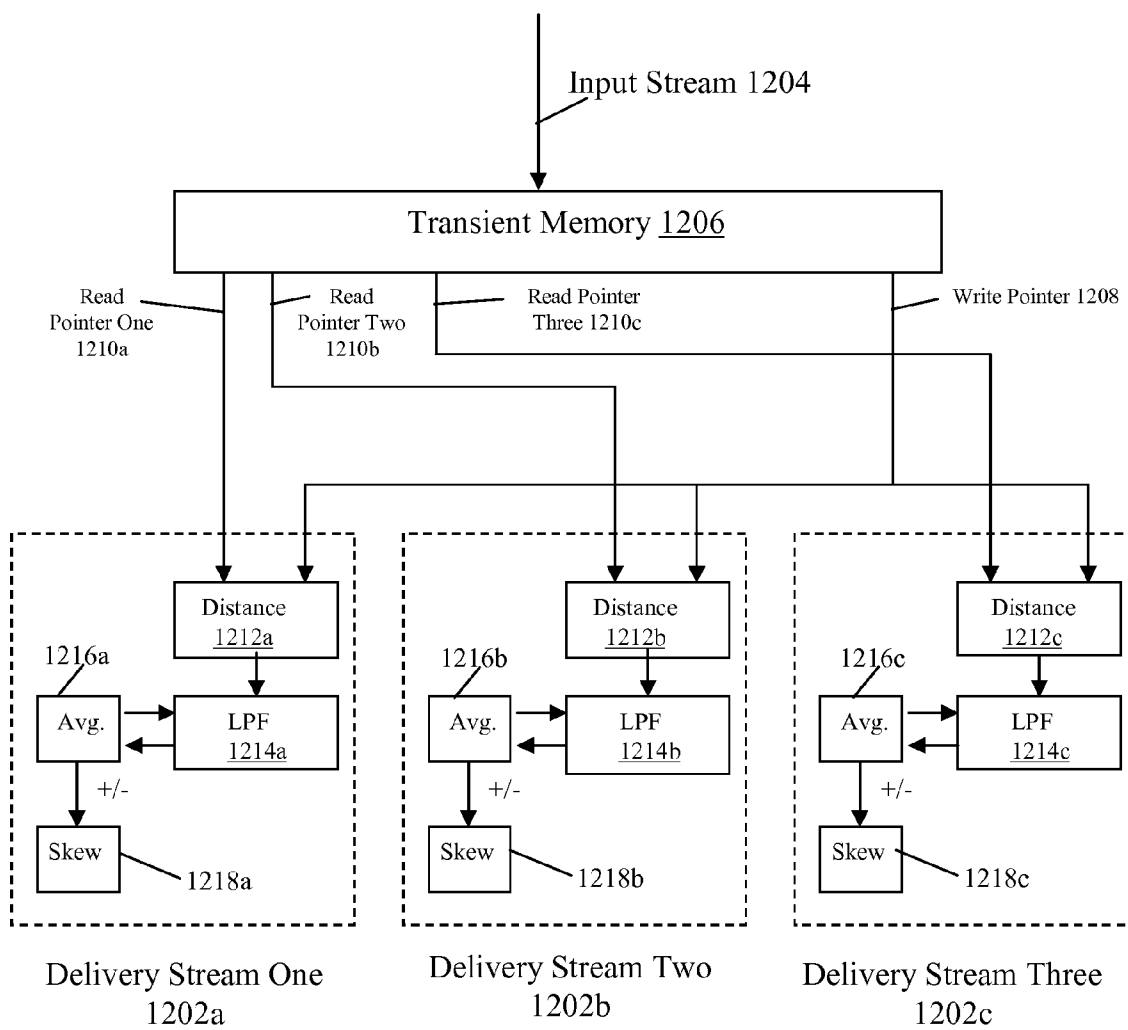 Input Stream 1204
Transient Memory 1206
Read
Pointer One
1210a
Read
Pointer Two
1210b
Read Pointer
Three 1210c
Write Pointer 1208
Distance
1212a
1216a
Avg.
LPF
1214a
+/-
Skew
1218a
Delivery Stream One
1202a
Distance
1212b
1216b
Avg.
LPF
1214b
+/-
Skew
1218b
Delivery Stream Two
1202b
Distance
1212c
1216c
Avg.
LPF
1214c
+/-
Skew
1218c
Delivery Stream Three
1202c